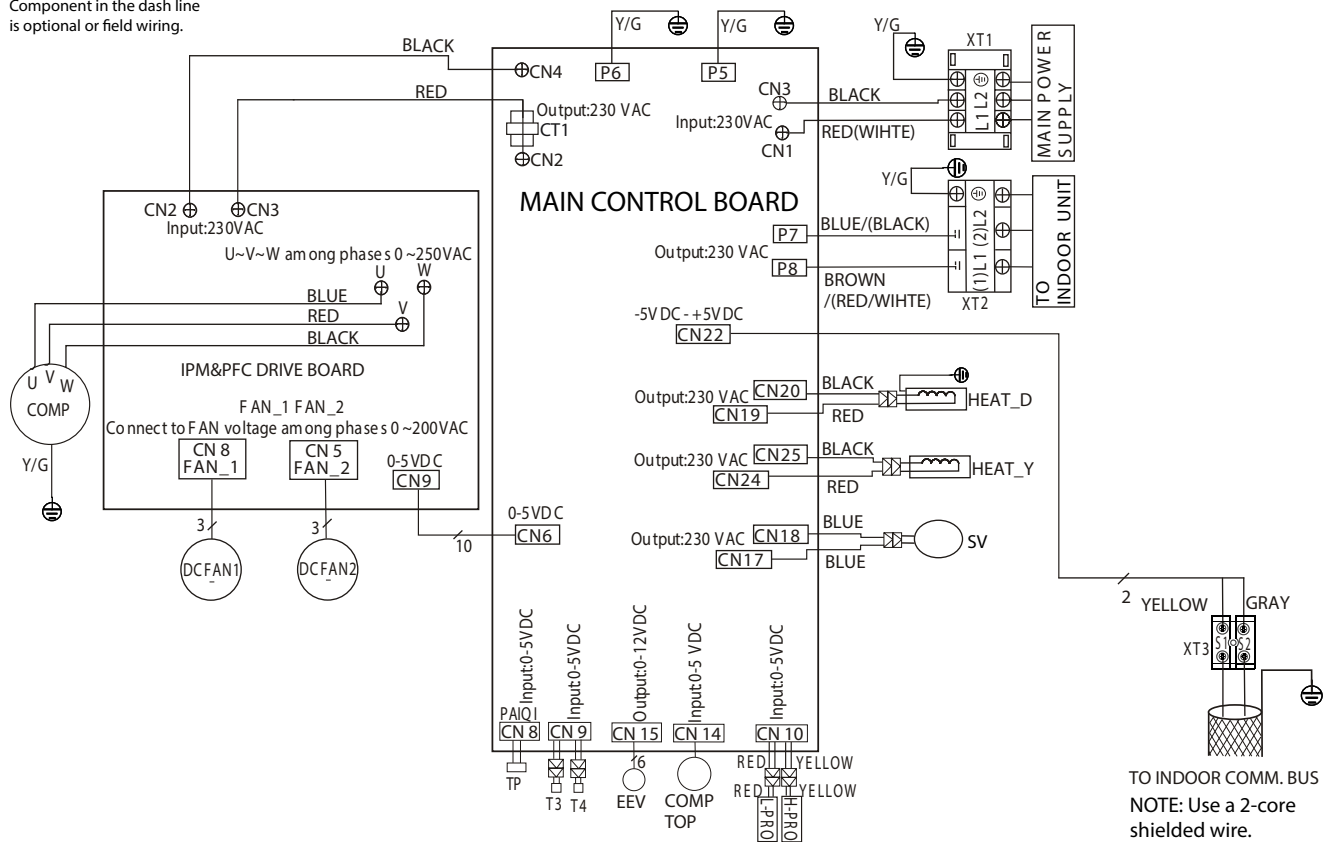 Component in the dash line
is optional or field wiring.
BLACK
RED
CN4
Output:230 VAC
CT1
CN2
Y/G
P6
Y/G
P5
CN3
Input:230VAC
CN1
BLACK
RED(WIHTE)
Y/G
XT1
L1 L2
MAIN POWER
SUPPLY
MAIN CONTROL BOARD
P7
Output:230 VAC
P8
BLUE/(BLACK)
BROWN
/(RED/WIHTE)
Y/G
(1)L1 (2)L2
XT2
TO
INDOOR UNIT
CN2
CN3
Input:230VAC
U~V~W among phases 0~250VAC
U
W
V
BLUE
RED
BLACK
U V W
COMP
Y/G
IPM&PFC DRIVE BOARD
FAN_1 FAN_2
Connect to FAN voltage among phases 0~200VAC
CN 8
FAN_1
CN 5
FAN_2
0-5VDC
CN9
3
3
DCFAN1
DCFAN2
10
0-5VDC
CN6
-5VDC-+5VDC
CN22
Output:230 VAC
CN20
CN19
BLACK
RED
HEAT_D
Output:230 VAC
CN25
CN24
BLACK
RED
HEAT_Y
Output:230 VAC
CN18
CN17
BLUE
BLUE
SV
2
YELLOW
GRAY
XT3
S1
S2
TO INDOOR COMM. BUS
NOTE: Use a 2-core
shielded wire.
Input:0-5VDC
PAIQI
CN 8
TP
Input:0-5VDC
CN 9
T3
T4
Output:0-12VDC
CN 15
6
EEV
Input:0-5 VDC
CN 14
COMP
TOP
Input:0-5VDC
CN 10
RED
YELLOW
RED
YELLOW
L-PRO
H-PRO